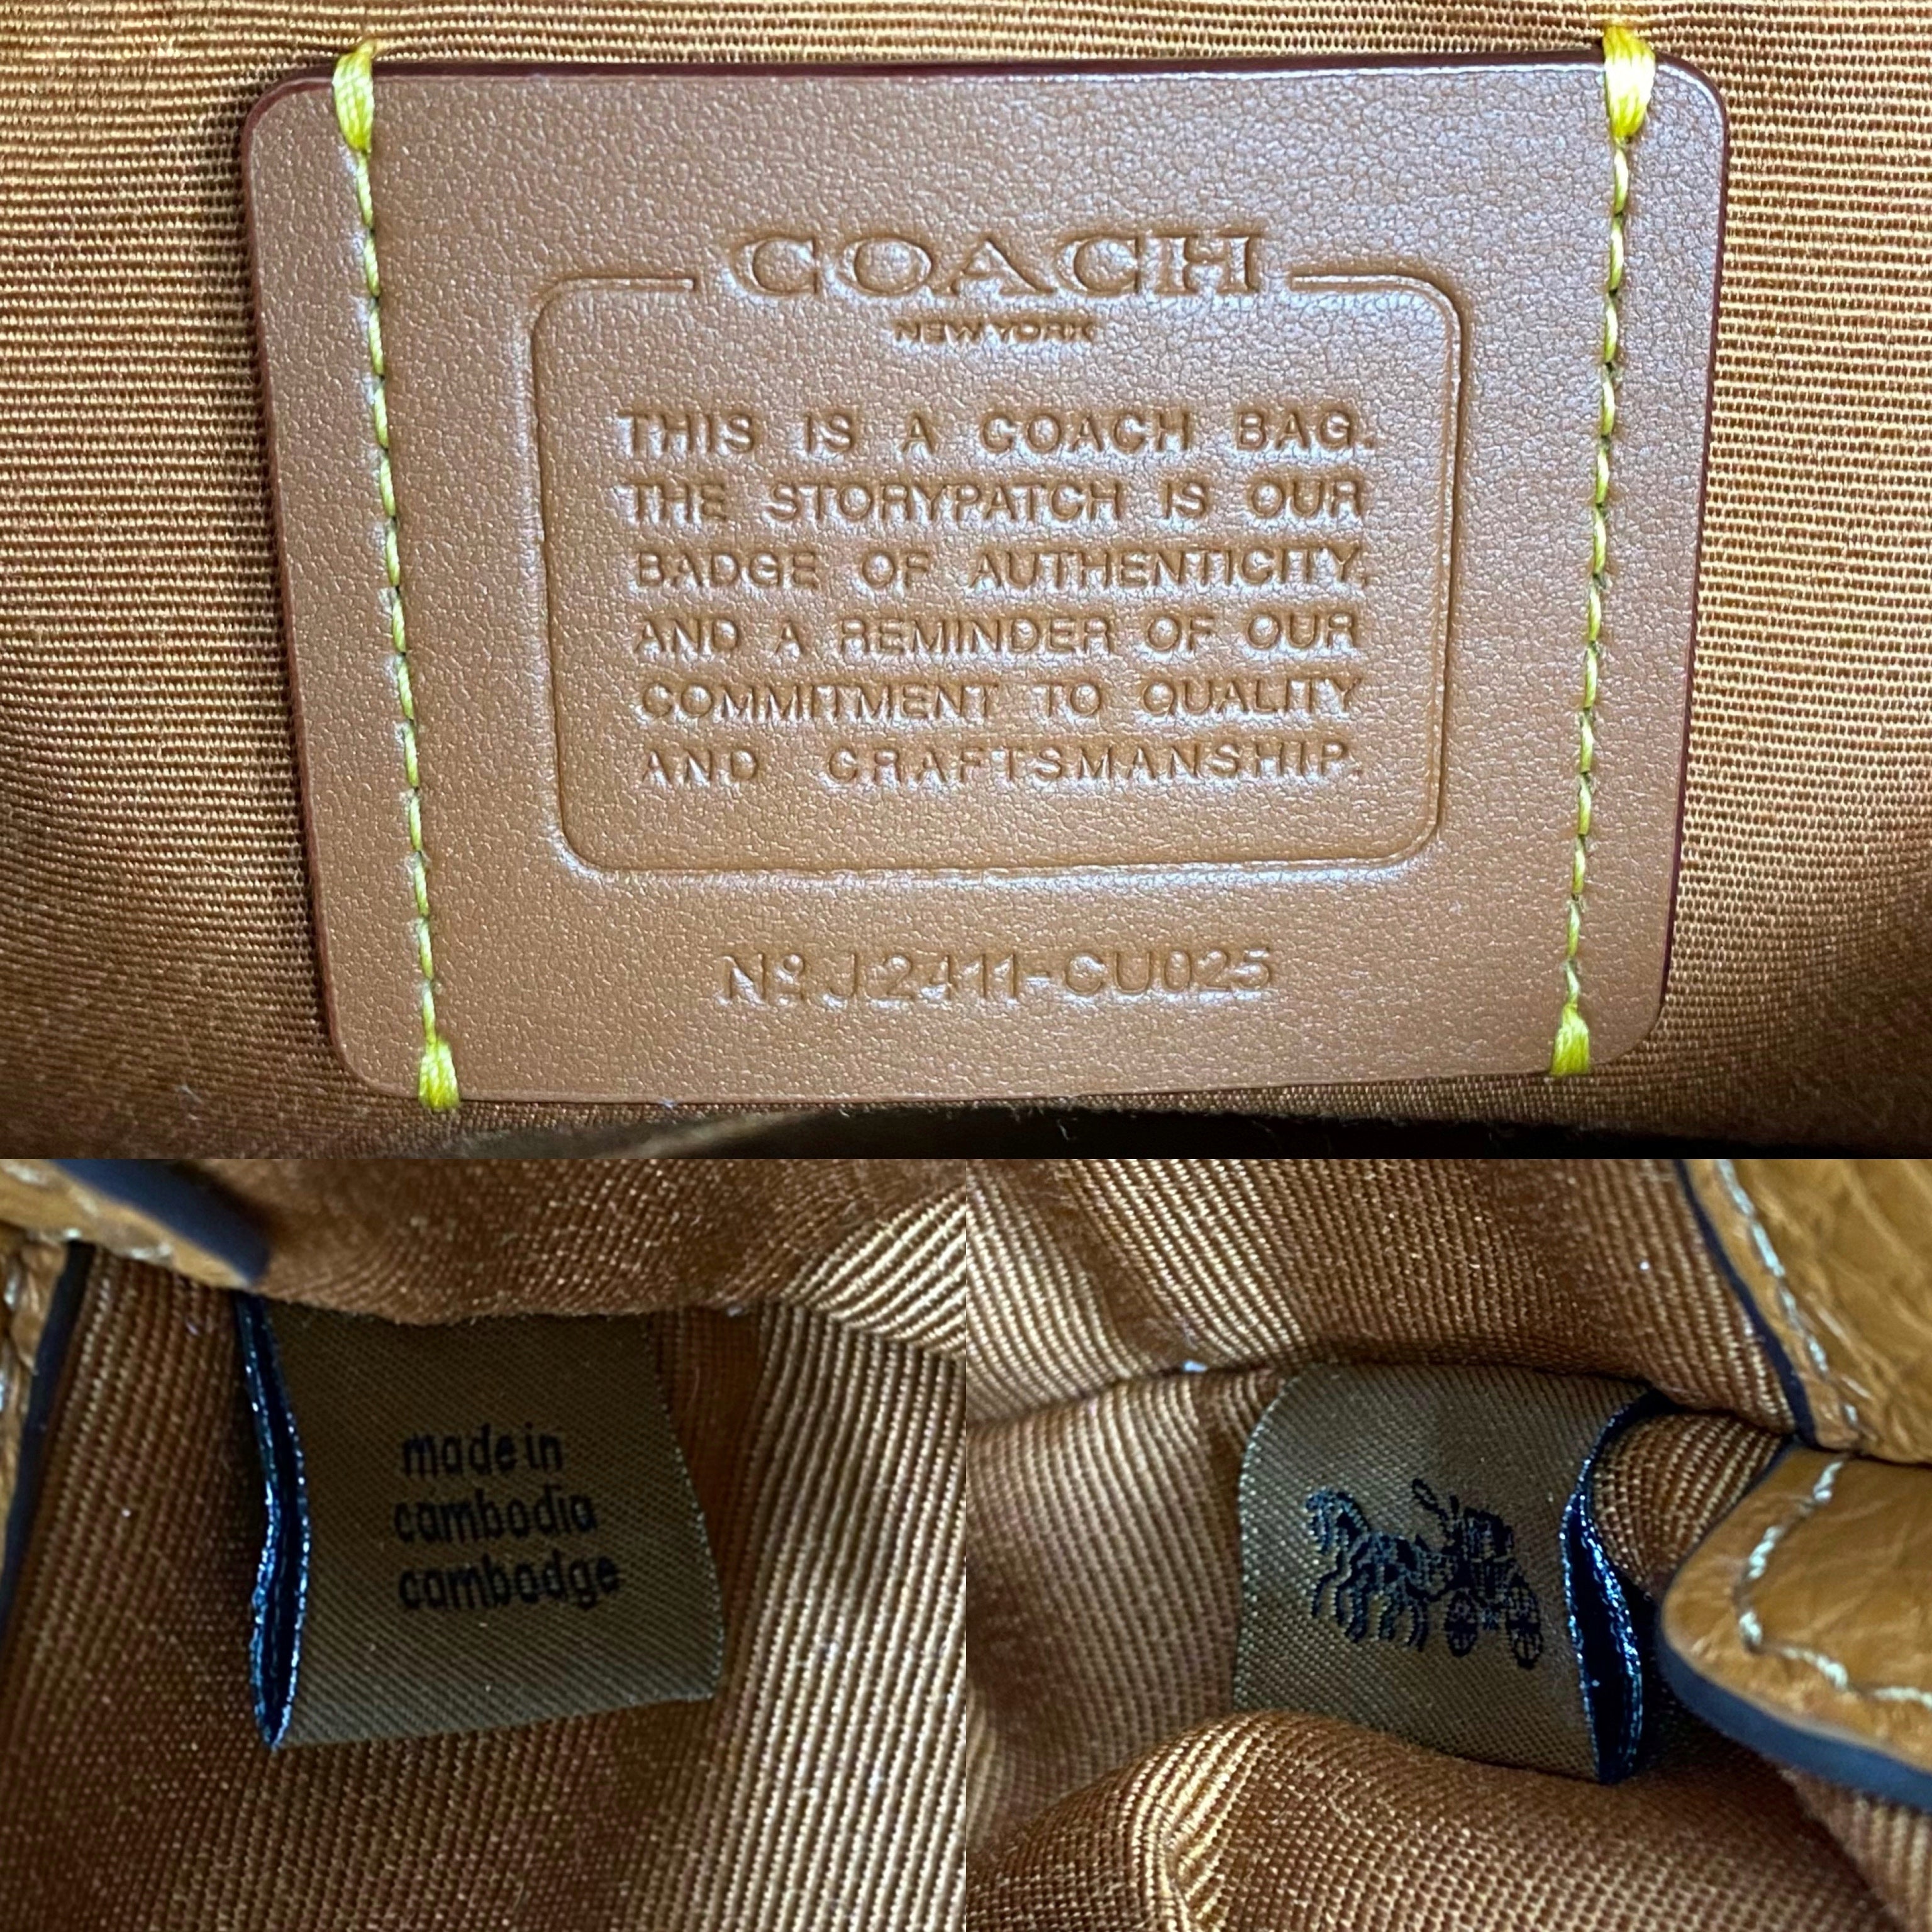 COACH
NEW YORK
THIS IS A COACH BAG.
THE STORYPATCH IS OUR
BADGE OF AUTHENTICITY,
AND A REMINDER OF OUR
COMMITMENT TO QUALITY
AND CRAFTSMANSHIP.
Nº J2411-CU025
made in
cambodia
cambodge